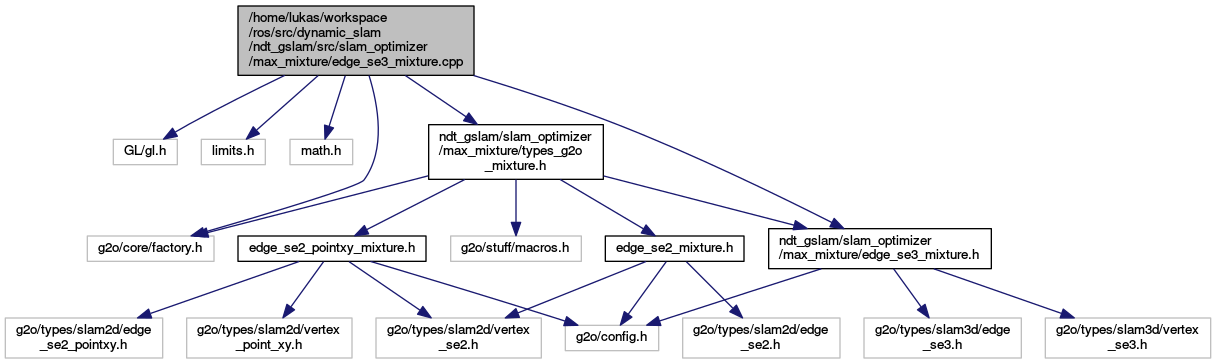 /home/lukas/workspace
/ros/src/dynamic_slam
/ndt_gslam/src/slam_optimizer
/max_mixture/edge_se3_mixture.cpp
GL/gl.h
limits.h
math.h
ndt_gslam/slam_optimizer
/max_mixture/types_g2o
_mixture.h
g2o/core/factory.h
edge_se2_pointxy_mixture.h
g2o/stuff/macros.h
edge_se2_mixture.h
ndt_gslam/slam_optimizer
/max_mixture/edge_se3_mixture.h
g2o/types/slam2d/edge
_se2_pointxy.h
g2o/types/slam2d/vertex
_point_xy.h
g2o/types/slam2d/vertex
_se2.h
g2o/config.h
g2o/types/slam2d/edge
_se2.h
g2o/types/slam3d/edge
_se3.h
g2o/types/slam3d/vertex
_se3.h